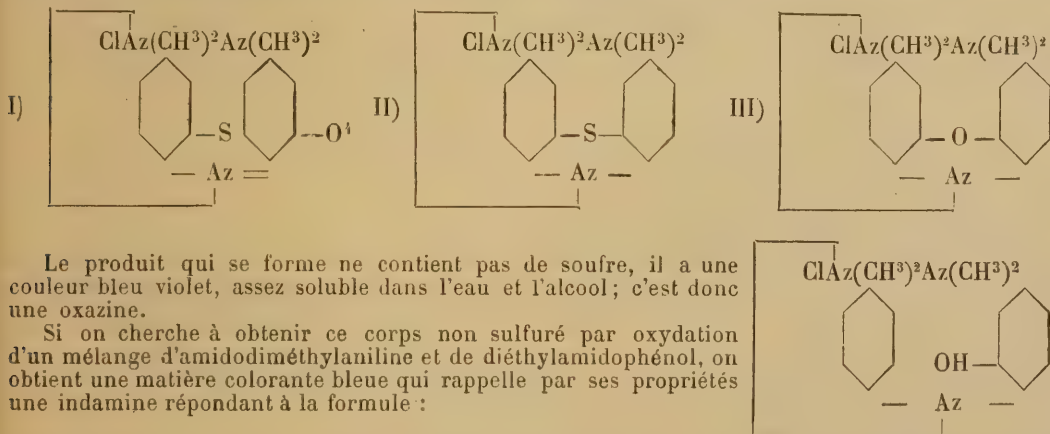 ClAz(CH³)²Az(CH³)²
I)
—S
—O⁴
— Az =
ClAz(CH³)²Az(CH³)²
II)
—S—
— Az —
ClAz(CH³)²Az(CH³)²
III)
— O —
— Az —
Le produit qui se forme ne contient pas de soufre, il a une
couleur bleu violet, assez soluble dans l'eau et l'alcool ; c'est donc
une oxazine.
Si on cherche à obtenir ce corps non sulfuré par oxydation
d'un mélange d'amidodiméthylaniline et de diéthylamidophénol, on
obtient une matière colorante bleue qui rappelle par ses propriétés
une indamine répondant à la formule :
ClAz(CH³)²Az(CH³)²
OH—
— Az —